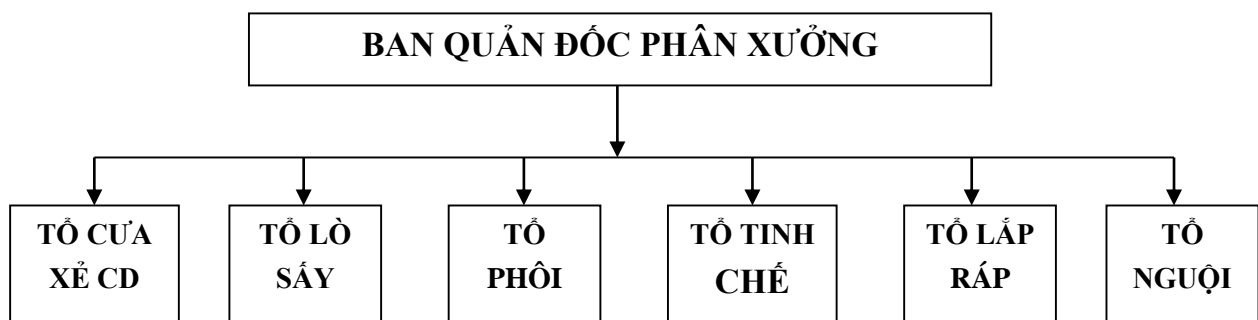 BAN QUẢN ĐỐC PHÂN XƯỞNG
TỔ CƯA
XẺ CD
TỔ LÒ
SẤY
TỔ
PHÔI
TỔ TINH
CHẾ
TỔ LẮP
RÁP
TỔ
NGUỘI